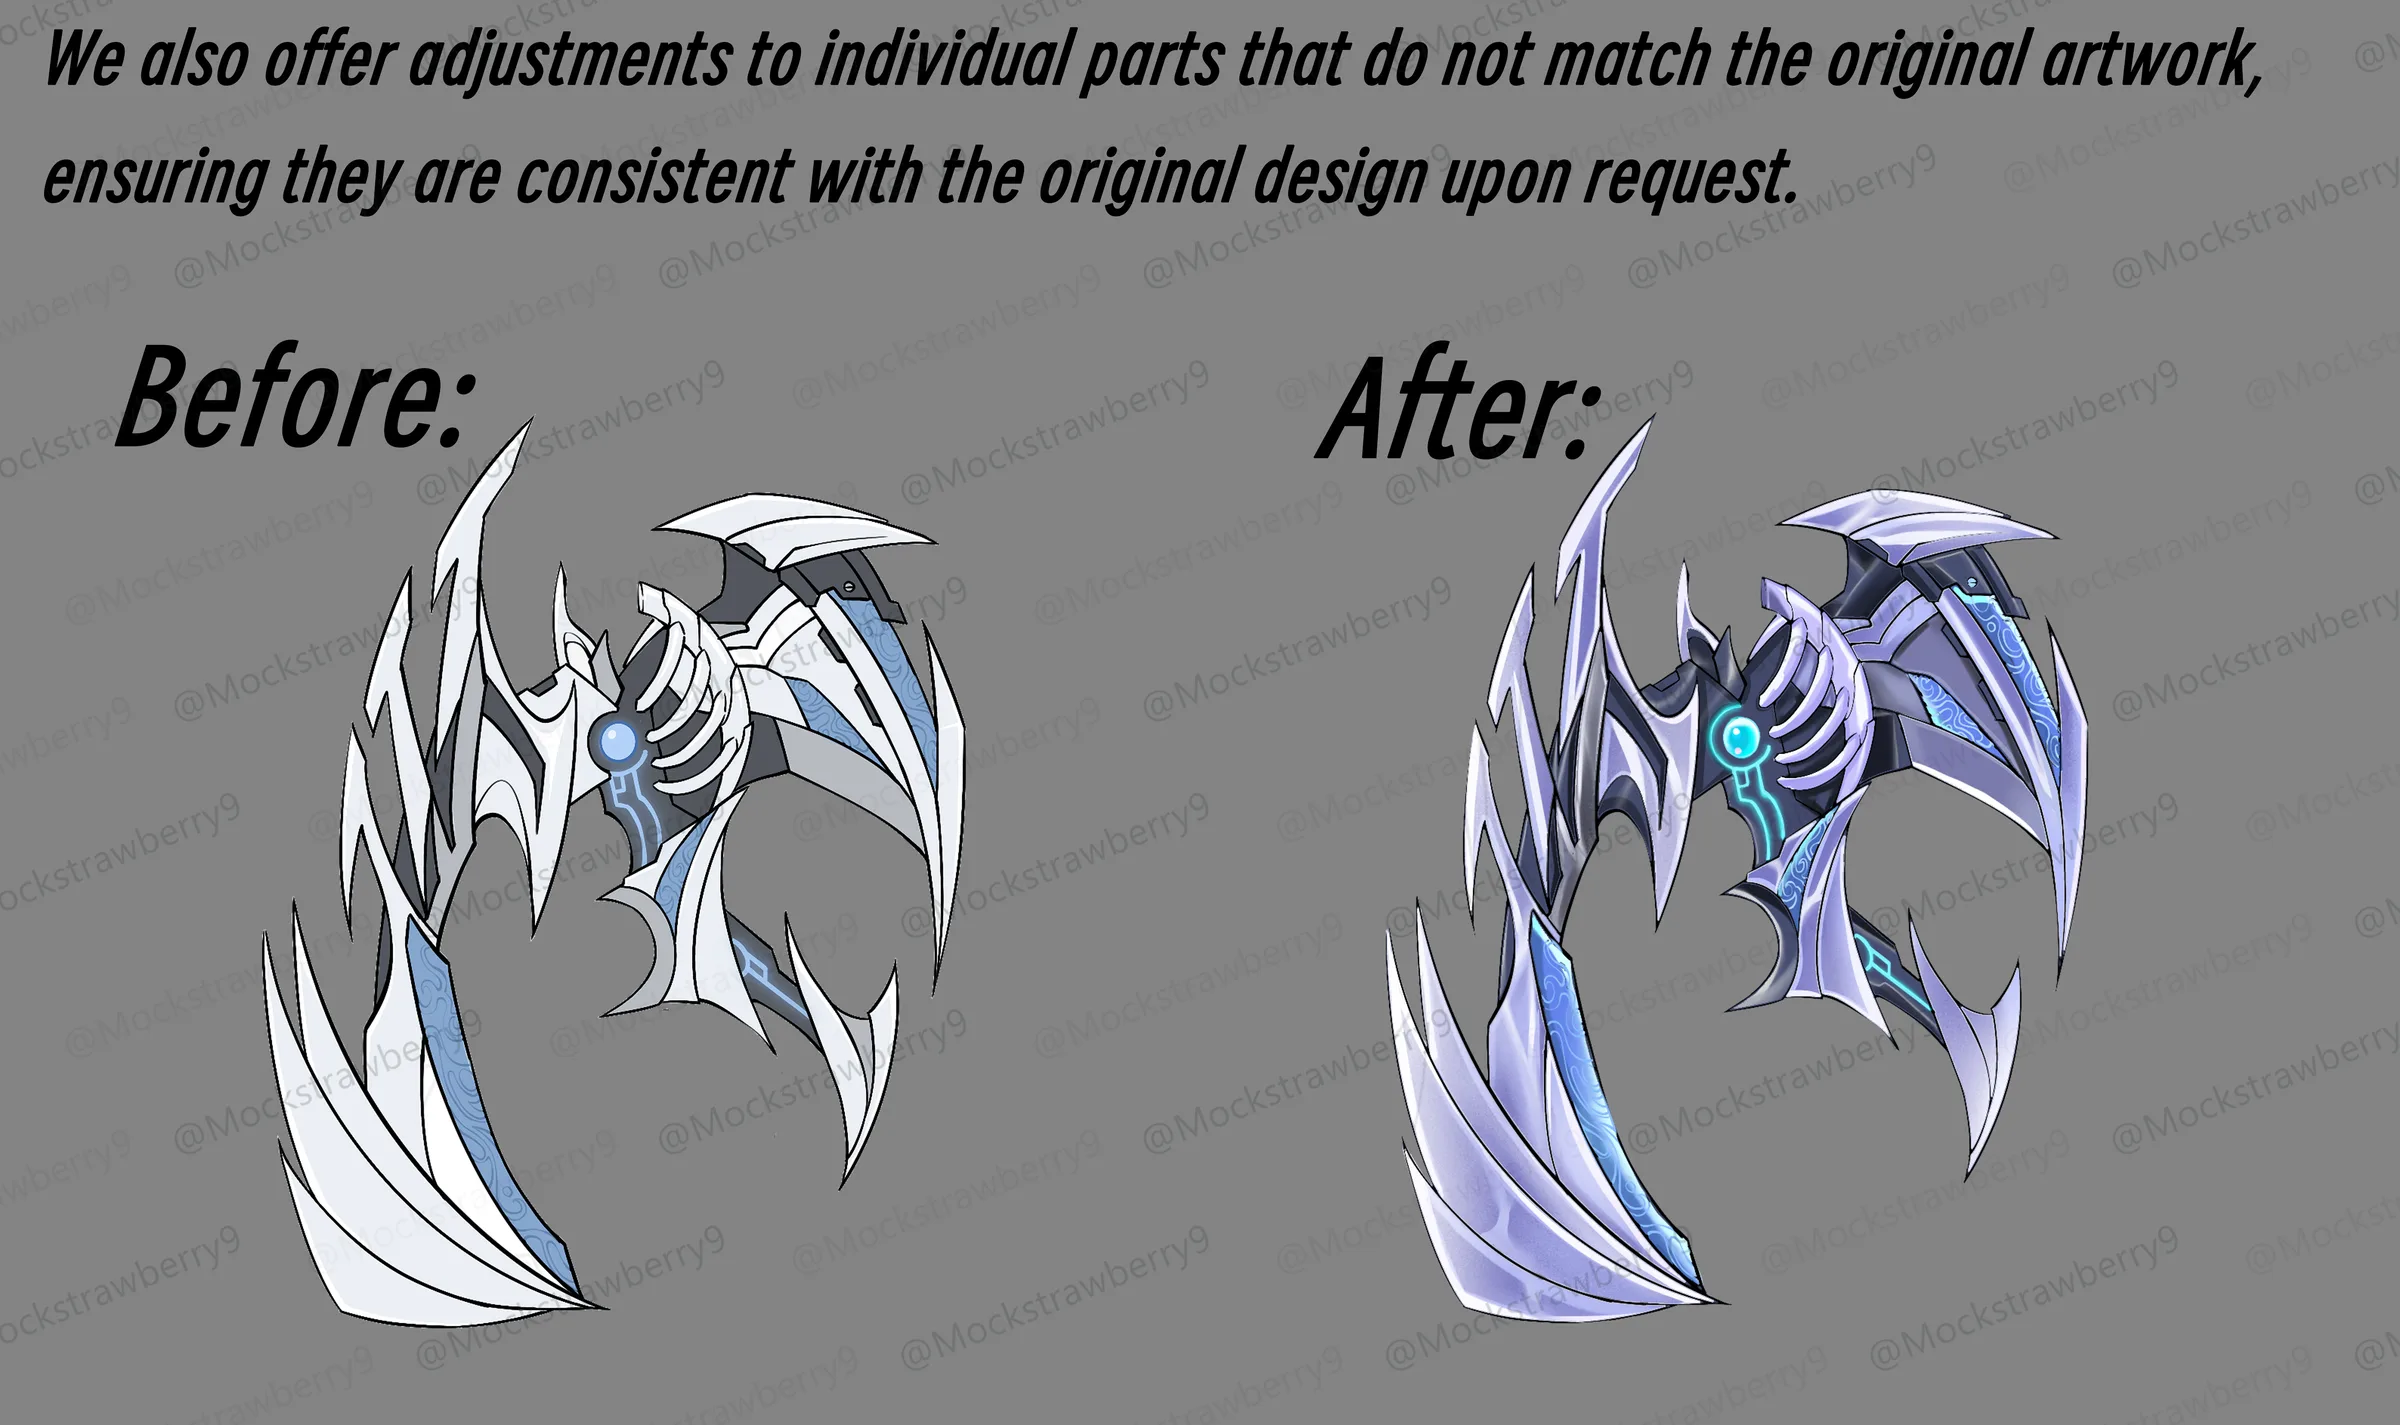 We also offer adjustments to individual parts that do not match the original artwork,
ensuring they are consistent with the original design upon request.
Before:
After:
@Mockstrawberry9